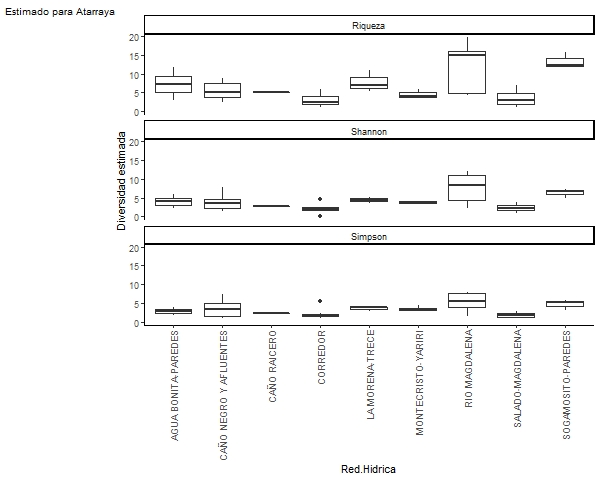 Estimado para Atarraya
Riqueza
20
15
10
5
0
Shannon
20
15
10
5
0
Simpson
20
15
10
5
0
Diversidad estimada
AGUA BONITA-PAREDES
CAÑO NEGRO Y AFLUENTES
CAÑO RAICERO
CORREDOR
LA MORENA-TRECE
MONTECRISTO-YARIRI
RIO MAGDALENA
SALADO-MAGDALENA
SOGAMOSITO-PAREDES
Red.Hidrica